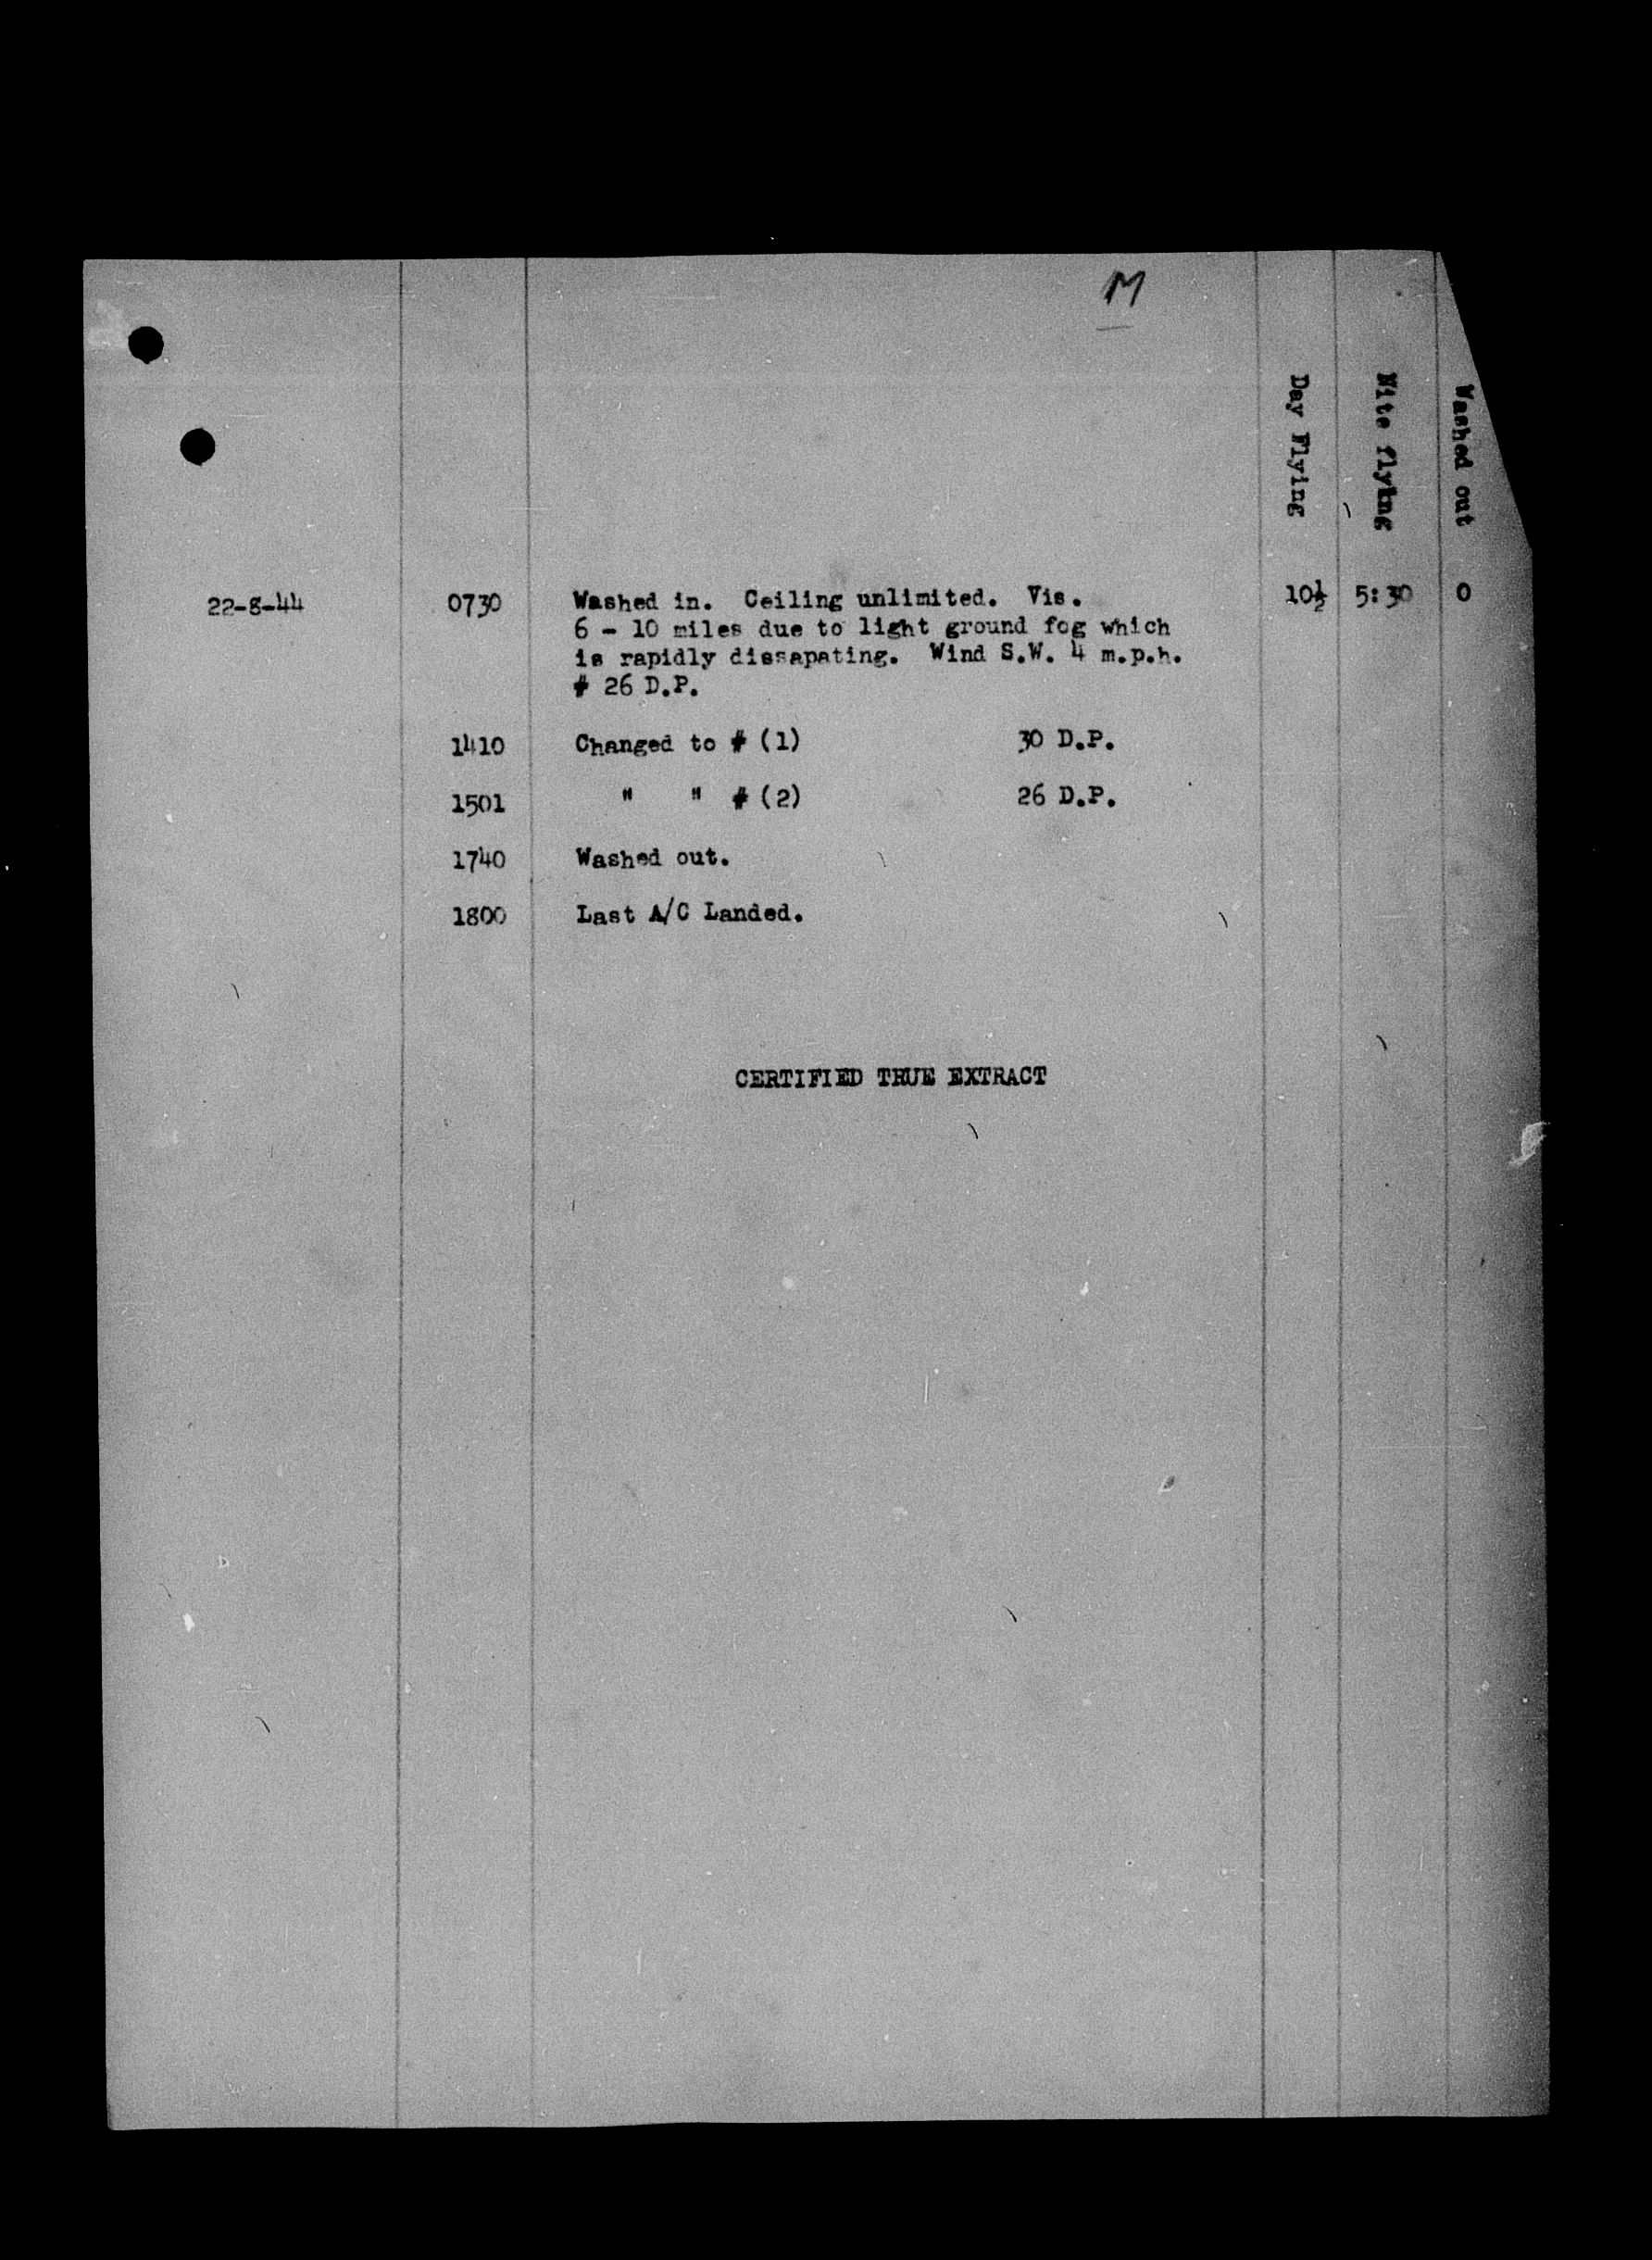 M
Day Flying
Nite flying
Washed out
22-8-44 0730 Washed in. Ceiling unlimited. Vis. 10½ 5:30 0
6 - 10 miles due to light ground fog which
is rapidly dissapating. Wind S.W. 4 m.p.h.
# 26 D.P.
1410 Changed to # (1) 30 D.P.
1501 " " # (2) 26 D.P.
1740 Washed out.
1800 Last A/C Landed.
CERTIFIED TRUE EXTRACT